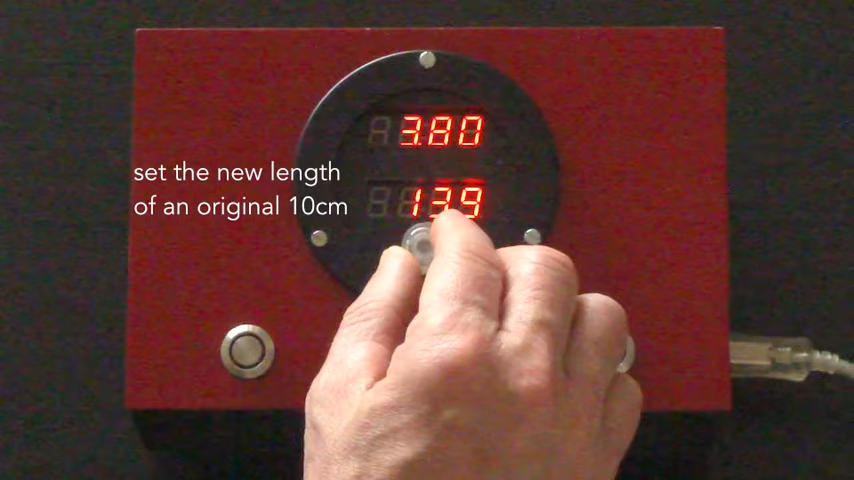 3.80
set the new length
139
of an original 10cm